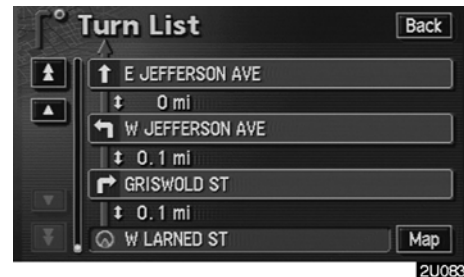 Turn List
Back
E JEFFERSON AVE
0 mi
W JEFFERSON AVE
0.1 mi
GRISWOLD ST
0.1 mi
W LARNED ST
Map
2U083